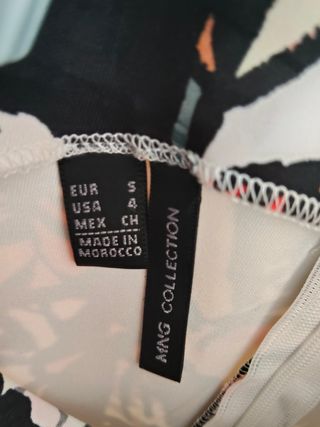 EUR S
USA 4
MEX CH
MADE IN
MOROCCO
MNG COLLECTION